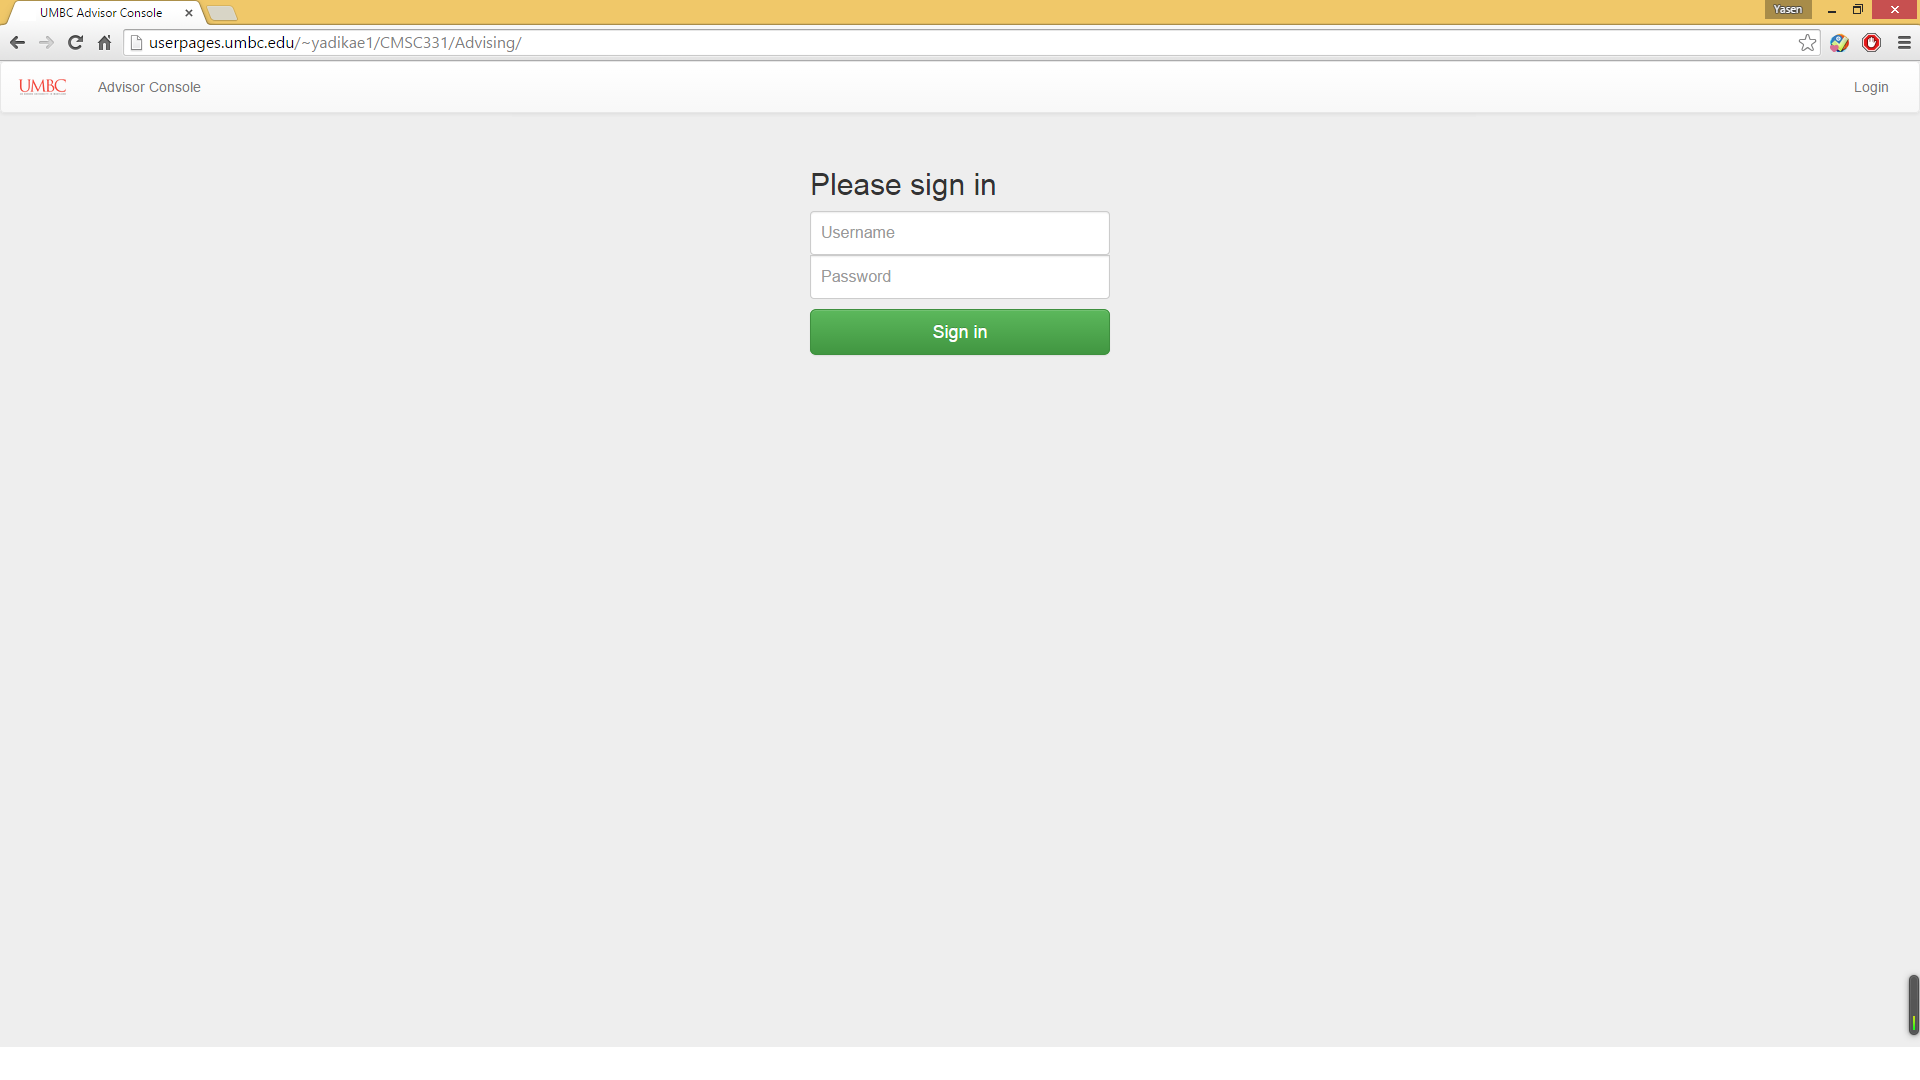 UMBC Advisor Console
Yasen
userpages.umbc.edu/~yadikae1/CMSC331/Advising/
UMBC
Advisor Console
Login
Please sign in
Username
Password
Sign in